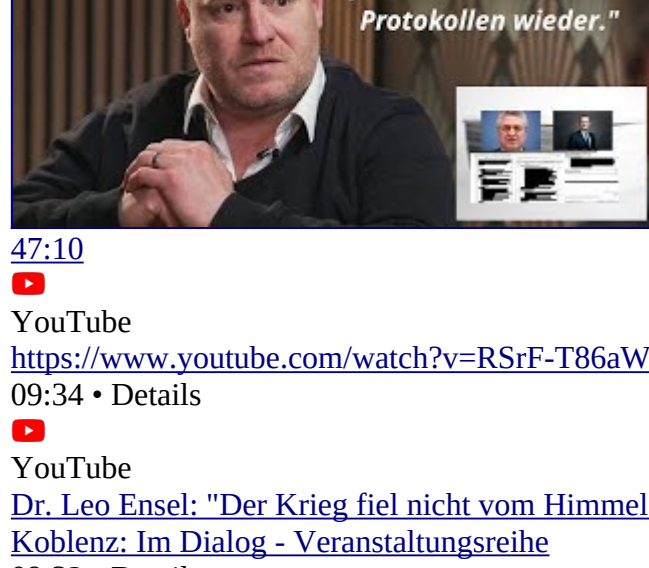 Protokollen wieder."
47:10
YouTube
https://www.youtube.com/watch?v=RSrF-T86aW
09:34 • Details
YouTube
Dr. Leo Ensel: "Der Krieg fiel nicht vom Himmel
Koblenz: Im Dialog - Veranstaltungsreihe